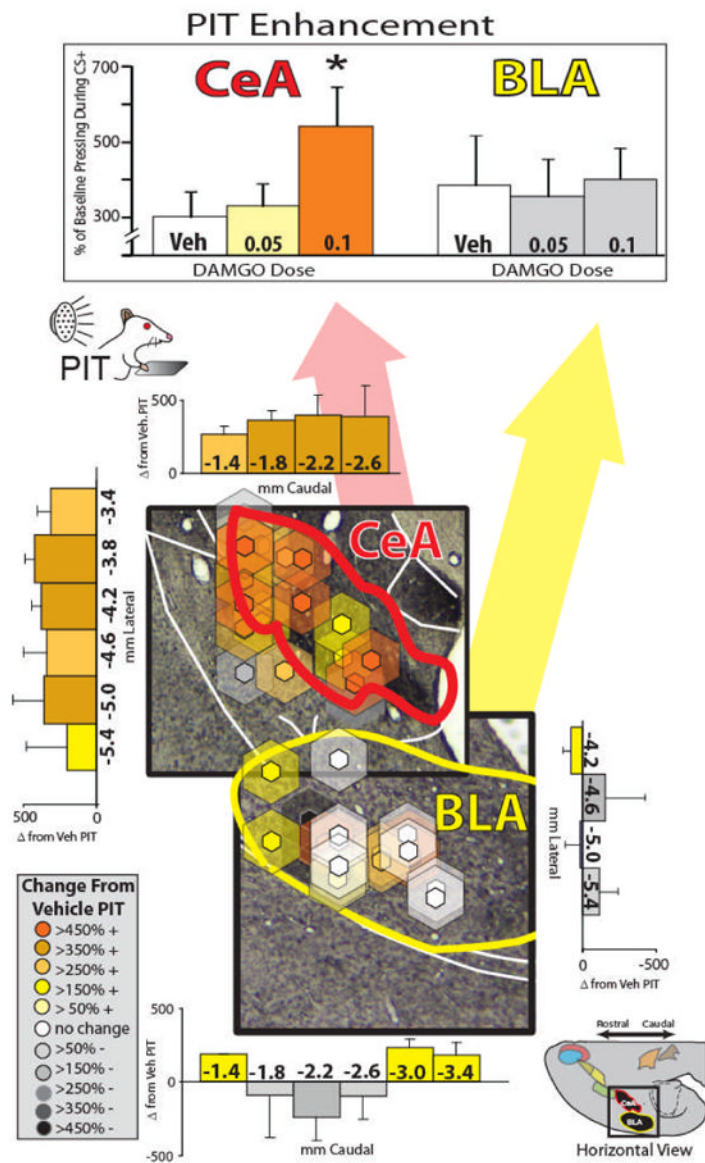 PIT Enhancement
% of Baseline Pressing During CS+
700
500
300
CeA
*
BLA
Veh
0.05
0.1
Veh
0.05
0.1
DAMGO Dose
DAMGO Dose
PIT
Δ from Veh. PIT
500
0
-1.4
-1.8
-2.2
-2.6
mm Caudal
-3.4
-3.8
-4.2
-4.6
-5.0
-5.4
mm Lateral
500
0
Δ from Veh PIT
CeA
BLA
-4.2
-4.6
-5.0
-5.4
mm Lateral
0
-500
Δ from Veh PIT
Change From
Vehicle PIT
>450% +
>350% +
>250% +
>150% +
> 50% +
no change
>50% -
>150% -
>250% -
>350% -
>450% -
Δ from Veh PIT
500
0
-500
-1.4
-1.8
-2.2
-2.6
-3.0
-3.4
mm Caudal
Rostral
Caudal
CeA
BLA
Horizontal View